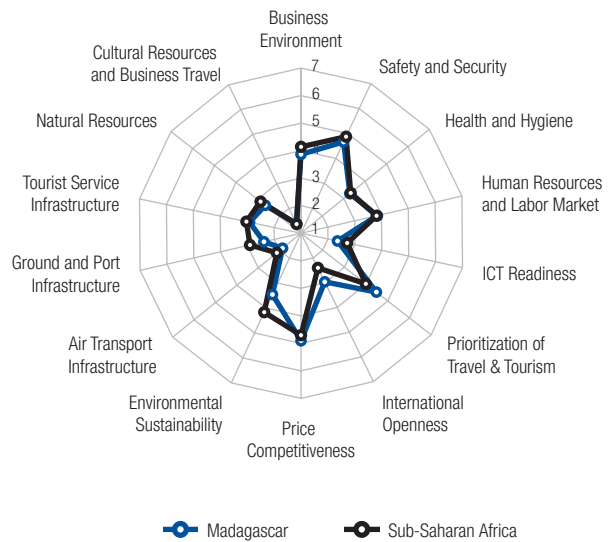 Business
Environment
Cultural Resources
and Business Travel
Safety and Security
Natural Resources
Health and Hygiene
Tourist Service
Infrastructure
Human Resources
and Labor Market
Ground and Port
Infrastructure
ICT Readiness
Air Transport
Infrastructure
Prioritization of
Travel & Tourism
Environmental
Sustainability
International
Openness
Price
Competitiveness
7
6
5
3
2
1
Madagascar
Sub-Saharan Africa